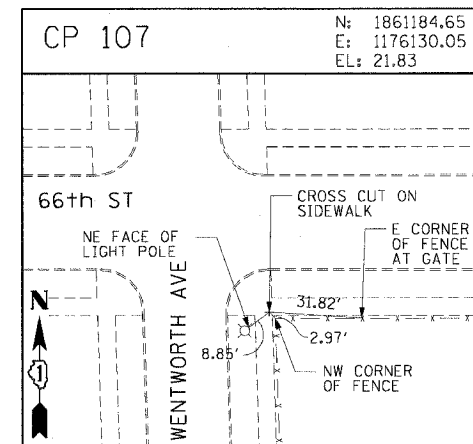 CP 107
N: 1861184.65
E: 1176130.05
EL: 21.83
66th ST
CROSS CUT ON
SIDEWALK
NE FACE OF
LIGHT POLE
E CORNER
OF FENCE
AT GATE
31.82'
2.97'
8.85'
NW CORNER
OF FENCE
WENTWORTH AVE
N
1